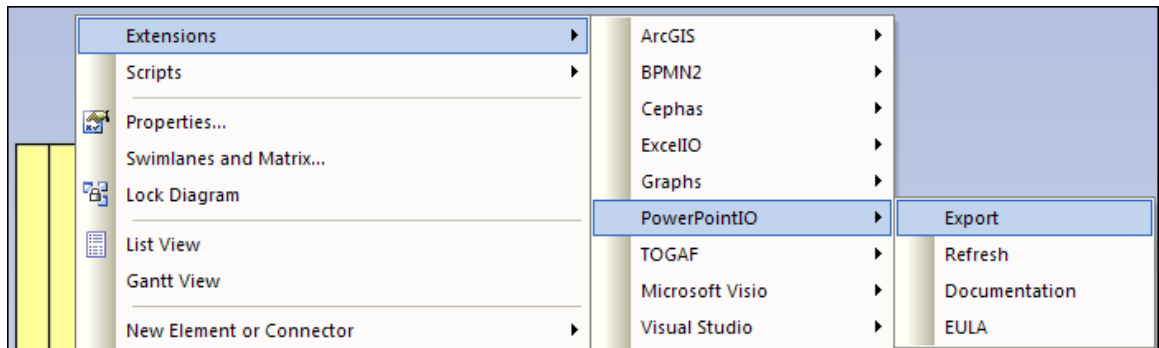 Extensions
Scripts
Properties...
Swimlanes and Matrix...
Lock Diagram
List View
Gantt View
New Element or Connector
ArcGIS
BPMN2
Cephas
ExcelIO
Graphs
PowerPointIO
TOGAF
Microsoft Visio
Visual Studio
Export
Refresh
Documentation
EULA